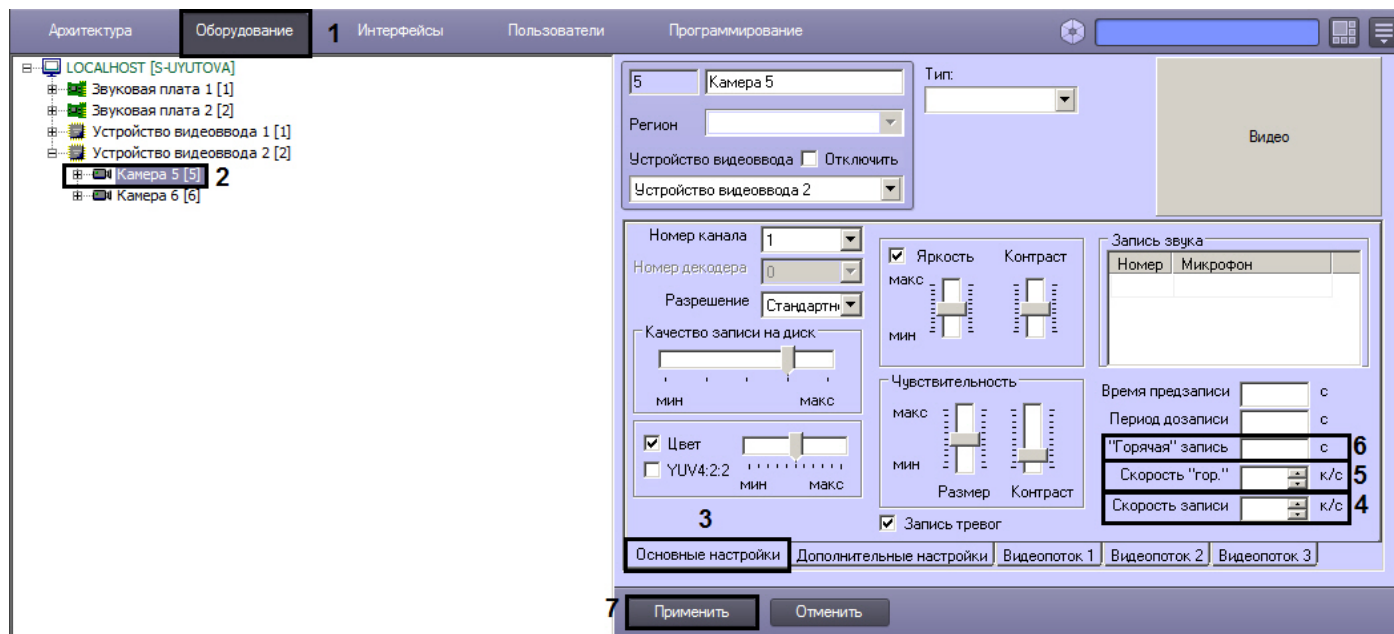 Архитектура Оборудование 1 Интерфейсы Пользователи Программирование
LOCALHOST [S-UYUTOVA]
Звуковая плата 1 [1]
Звуковая плата 2 [2]
Устройство видеоввода 1 [1]
Устройство видеоввода 2 [2]
Камера 5 [5] 2
Камера 6 [6]
5 Камера 5
Тип:
Регион
Устройство видеоввода Отключить
Устройство видеоввода 2
Видео
Номер канала 1
Номер декодера 0
Разрешение Стандартн
Качество записи на диск
мин макс
Цвет
YUV4:2:2
мин макс
3
Яркость Контраст
макс
мин
Чувствительность
макс
мин
Размер Контраст
Запись тревог
Запись звука
Номер Микрофон
Время предзаписи с
Период дозаписи с
"Горячая" запись с 6
Скорость "гор." к/с 5
Скорость записи к/с 4
Основные настройки Дополнительные настройки Видеопоток 1 Видеопоток 2 Видеопоток 3
7 Применить Отменить